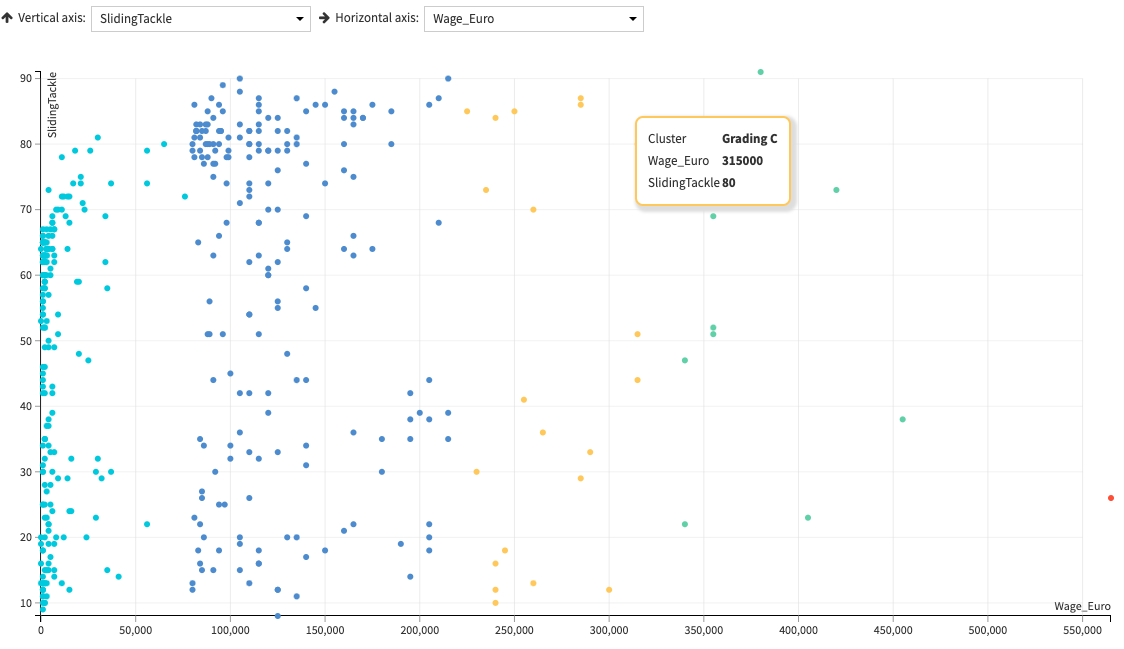 Vertical axis: SlidingTackle Horizontal axis: Wage_Euro
SlidingTackle
90
80
70
60
50
40
30
20
10
Cluster Grading C
Wage_Euro 315000
SlidingTackle 80
Wage_Euro
0 50,000 100,000 150,000 200,000 250,000 300,000 350,000 400,000 450,000 500,000 550,000